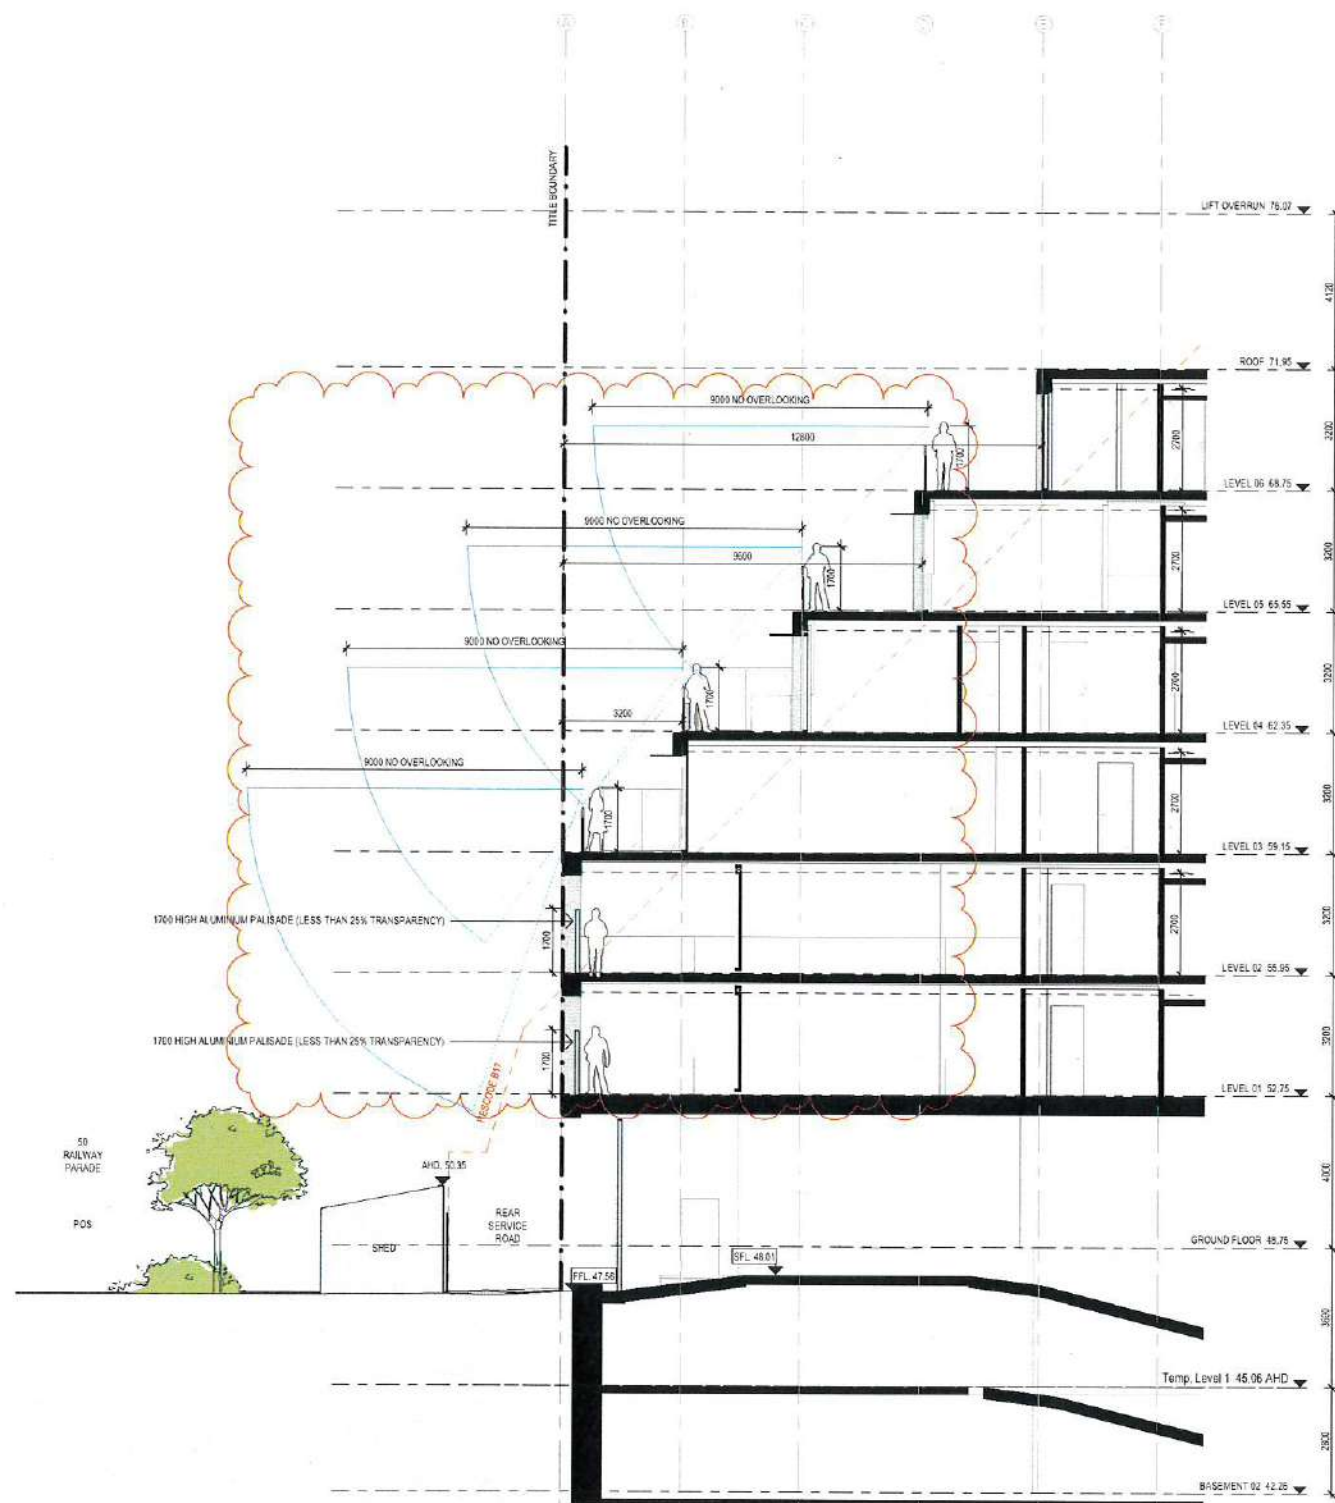 TITLE BOUNDARY
LIFT OVERRUN 76.07
4120
ROOF 71.95
9000 NO OVERLOOKING
12800
1700
2700
3200
LEVEL 06 68.75
9000 NO OVERLOOKING
9600
1700
2700
3200
LEVEL 05 65.55
9000 NO OVERLOOKING
3200
1700
2700
3200
LEVEL 04 62.35
9000 NO OVERLOOKING
1700
2700
3200
LEVEL 03 59.15
1700 HIGH ALUMINIUM PALISADE (LESS THAN 25% TRANSPARENCY)
1700
2700
3200
LEVEL 02 55.95
1700 HIGH ALUMINIUM PALISADE (LESS THAN 25% TRANSPARENCY)
1700
3200
RESCODE B17
LEVEL 01 52.75
50
RAILWAY
PARADE
POS
AHD. 50.35
SHED
REAR
SERVICE
ROAD
4000
GROUND FLOOR 48.75
SFL. 48.01
FFL. 47.56
Temp. Level 1 45.06 AHD
2800
BASEMENT 02 42.26